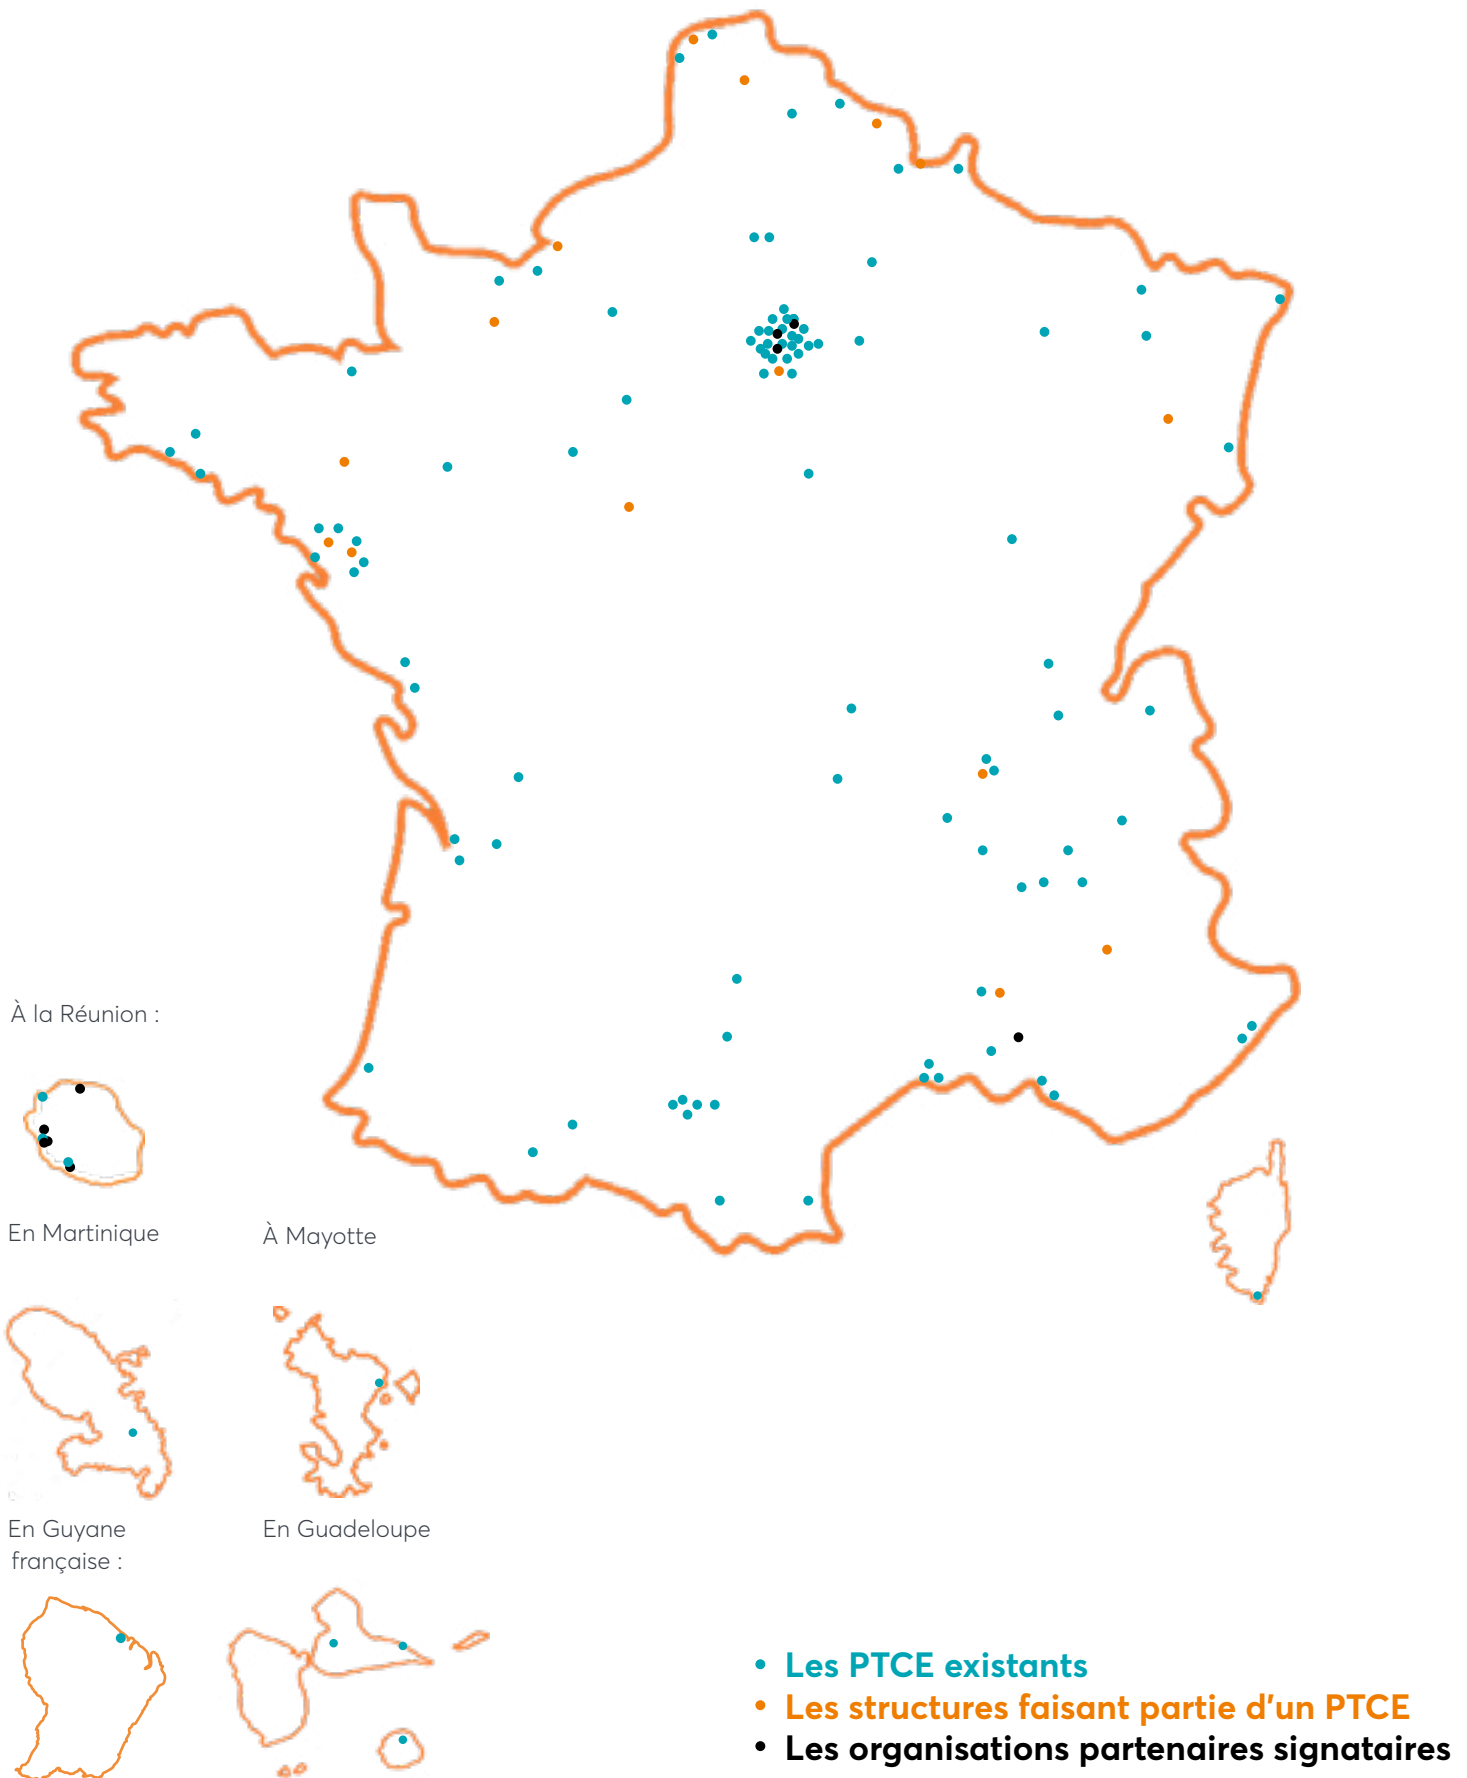 À la Réunion :
En Martinique
À Mayotte
En Guyane
française :
En Guadeloupe
• Les PTCE existants
• Les structures faisant partie d'un PTCE
• Les organisations partenaires signataires